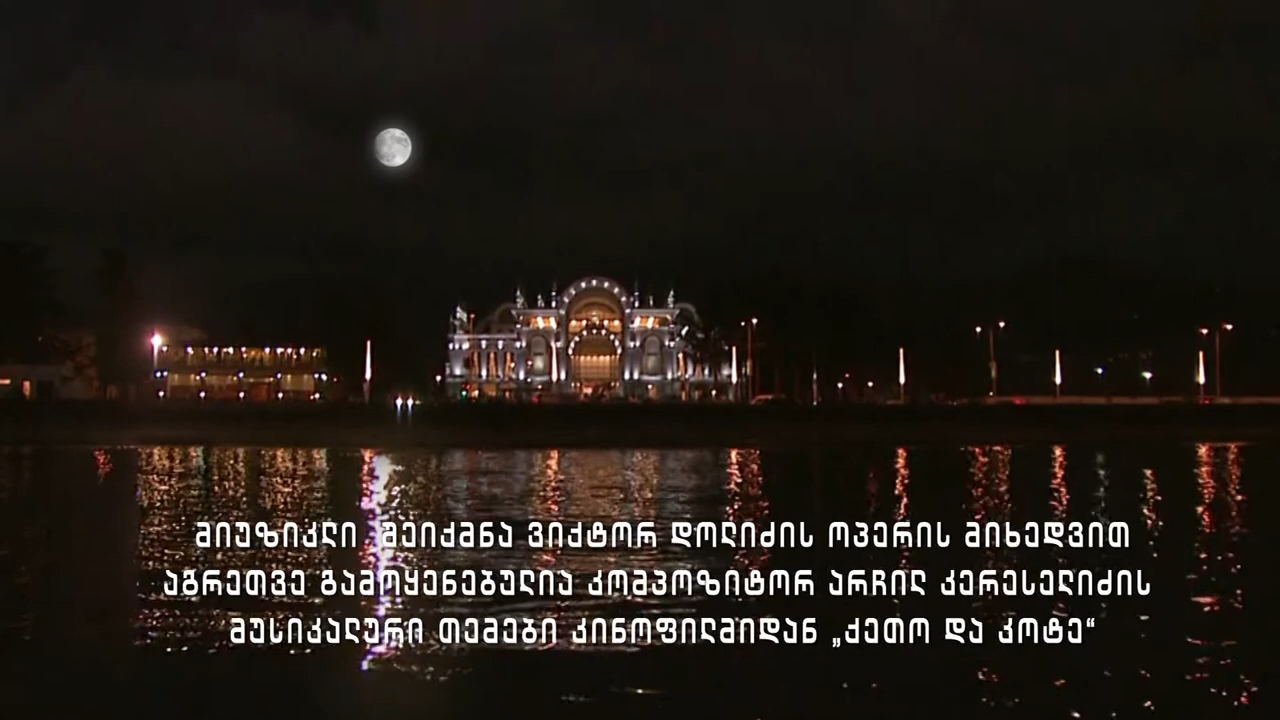 მიუზიკლი შეიქმნა ვიქტორ დოლიძის ოპერის მიხედვით
აგრეთვე გამოყენებულია კომპოზიტორ არჩილ კერესელიძის
მუსიკალური თემები კინოფილმიდან „ქეთო და კოტე“